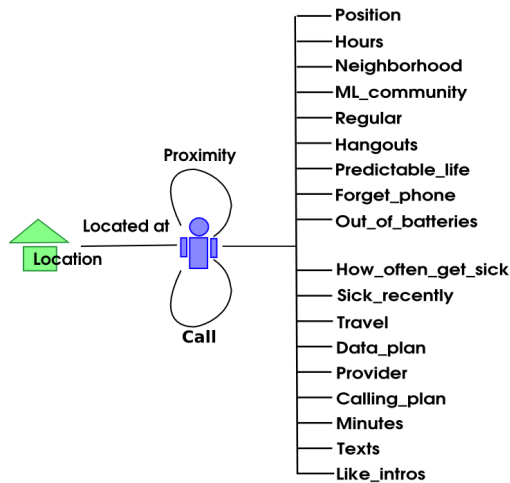 Position
Hours
Neighborhood
ML_community
Regular
Hangouts
Predictable_life
Forget_phone
Out_of_batteries
Proximity
Located at
Location
Call
How_often_get_sick
Sick_recently
Travel
Data_plan
Provider
Calling_plan
Minutes
Texts
Like_intros